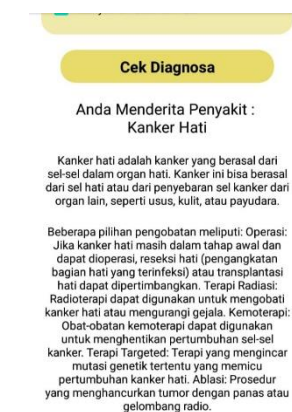 Cek Diagnosa
Anda Menderita Penyakit :
Kanker Hati
Kanker hati adalah kanker yang berasal dari
sel-sel dalam organ hati. Kanker ini bisa berasal
dari sel hati atau dari penyebaran sel kanker dari
organ lain, seperti usus, kulit, atau payudara.
Beberapa pilihan pengobatan meliputi: Operasi:
Jika kanker hati masih dalam tahap awal dan
dapat dioperasi, reseksi hati (pengangkatan
bagian hati yang terinfeksi) atau transplantasi
hati dapat dipertimbangkan. Terapi Radiasi:
Radioterapi dapat digunakan untuk mengobati
kanker hati atau mengurangi gejala. Kemoterapi:
Obat-obatan kemoterapi dapat digunakan
untuk menghentikan pertumbuhan sel-sel
kanker. Terapi Targeted: Terapi yang mengincar
mutasi genetik tertentu yang memicu
pertumbuhan kanker hati. Ablasi: Prosedur
yang menghancurkan tumor dengan panas atau
gelombang radio.